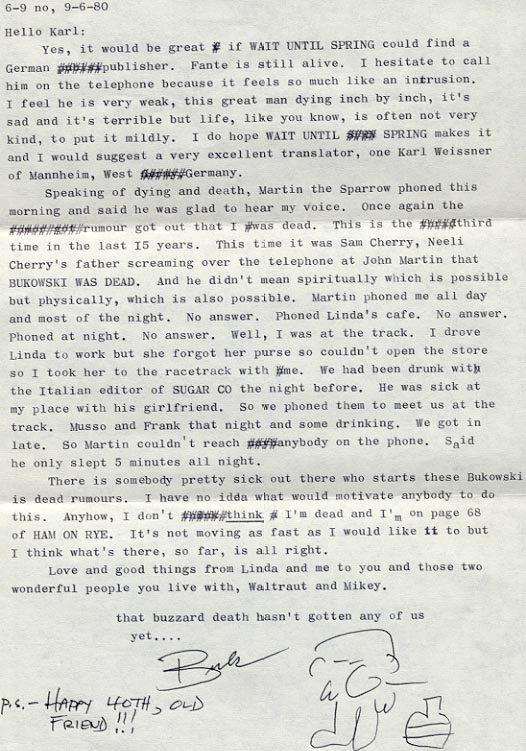 6-9 no, 9-6-80
Hello Karl:
Yes, it would be great # if WAIT UNTIL SPRING could find a
German ######publisher. Fante is still alive. I hesitate to call
him on the telephone because it feels so much like an intrusion.
I feel he is very weak, this great man dying inch by inch, it's
sad and it's terrible but life, like you know, is often not very
kind, to put it mildly. I do hope WAIT UNTIL #### SPRING makes it
and I would suggest a very excellent translator, one Karl Weissner
of Mannheim, West ######Germany.
Speaking of dying and death, Martin the Sparrow phoned this
morning and said he was glad to hear my voice. Once again the
##########rumour got out that I #was dead. This is the #####third
time in the last I5 years. This time it was Sam Cherry, Neeli
Cherry's father screaming over the telephone at John Martin that
BUKOWSKI WAS DEAD. And he didn't mean spiritually which is possible
but physically, which is also possible. Martin phoned me all day
and most of the night. No answer. Phoned Linda's cafe. No answer.
Phoned at night. No answer. Well, I was at the track. I drove
Linda to work but she forgot her purse so couldn't open the store
so I took her to the racetrack with #me. We had been drunk with
the Italian editor of SUGAR CO the night before. He was sick at
my place with his girlfriend. So we phoned them to meet us at the
track. Musso and Frank that night and some drinking. We got in
late. So Martin couldn't reach ####anybody on the phone. Said
he only slept 5 minutes all night.
There is somebody pretty sick out there who starts these Bukowski
is dead rumours. I have no idda what would motivate anybody to do
this. Anyhow, I don't ######think # I'm dead and I'm on page 68
of HAM ON RYE. It's not moving as fast as I would like it to but
I think what's there, so far, is all right.
Love and good things from Linda and me to you and those two
wonderful people you live with, Waltraut and Mikey.
that buzzard death hasn't gotten any of us
yet....
Buk
p.s.- HAPPY 40TH, OLD
FRIEND!!!